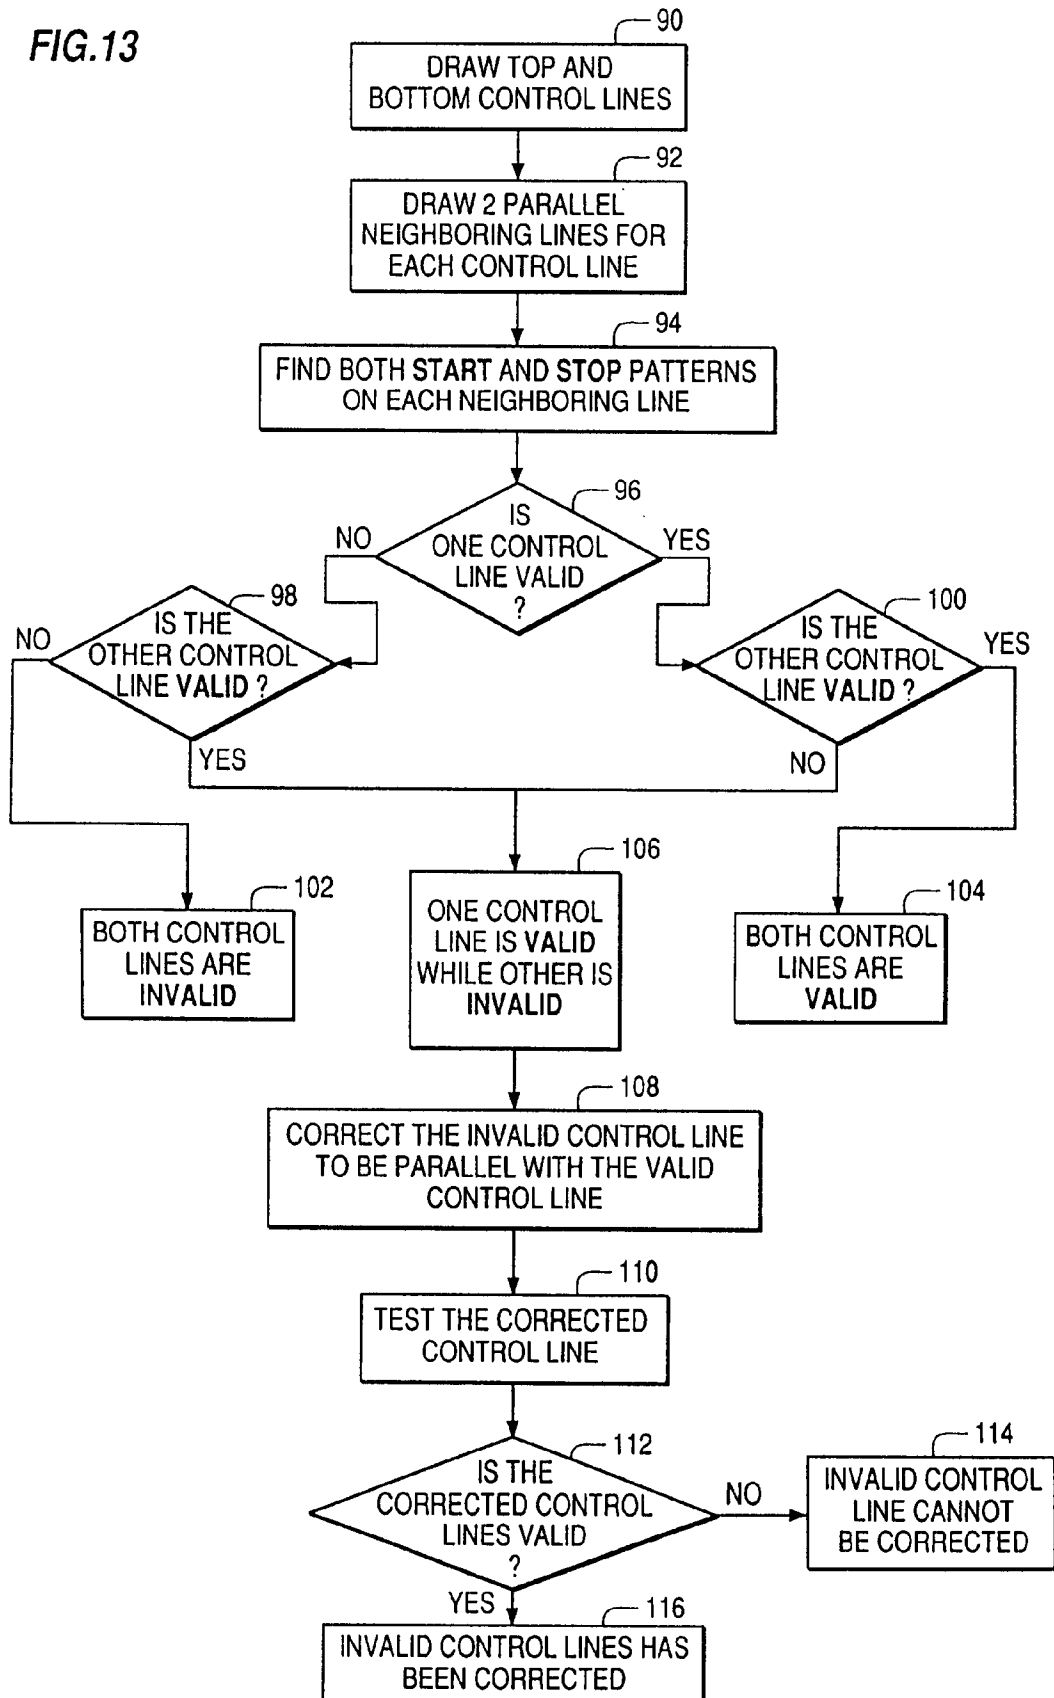 FIG.13
90
DRAW TOP AND
BOTTOM CONTROL LINES
92
DRAW 2 PARALLEL
NEIGHBORING LINES FOR
EACH CONTROL LINE
94
FIND BOTH START AND STOP PATTERNS
ON EACH NEIGHBORING LINE
96
IS
ONE CONTROL
LINE VALID
?
NO
YES
98
IS THE
OTHER CONTROL
LINE VALID ?
NO
YES
100
IS THE
OTHER CONTROL
LINE VALID ?
YES
NO
102
BOTH CONTROL
LINES ARE
INVALID
106
ONE CONTROL
LINE IS VALID
WHILE OTHER IS
INVALID
104
BOTH CONTROL
LINES ARE
VALID
108
CORRECT THE INVALID CONTROL LINE
TO BE PARALLEL WITH THE VALID
CONTROL LINE
110
TEST THE CORRECTED
CONTROL LINE
112
IS THE
CORRECTED CONTROL
LINES VALID
?
NO
114
INVALID CONTROL
LINE CANNOT
BE CORRECTED
YES
116
INVALID CONTROL LINES HAS
BEEN CORRECTED